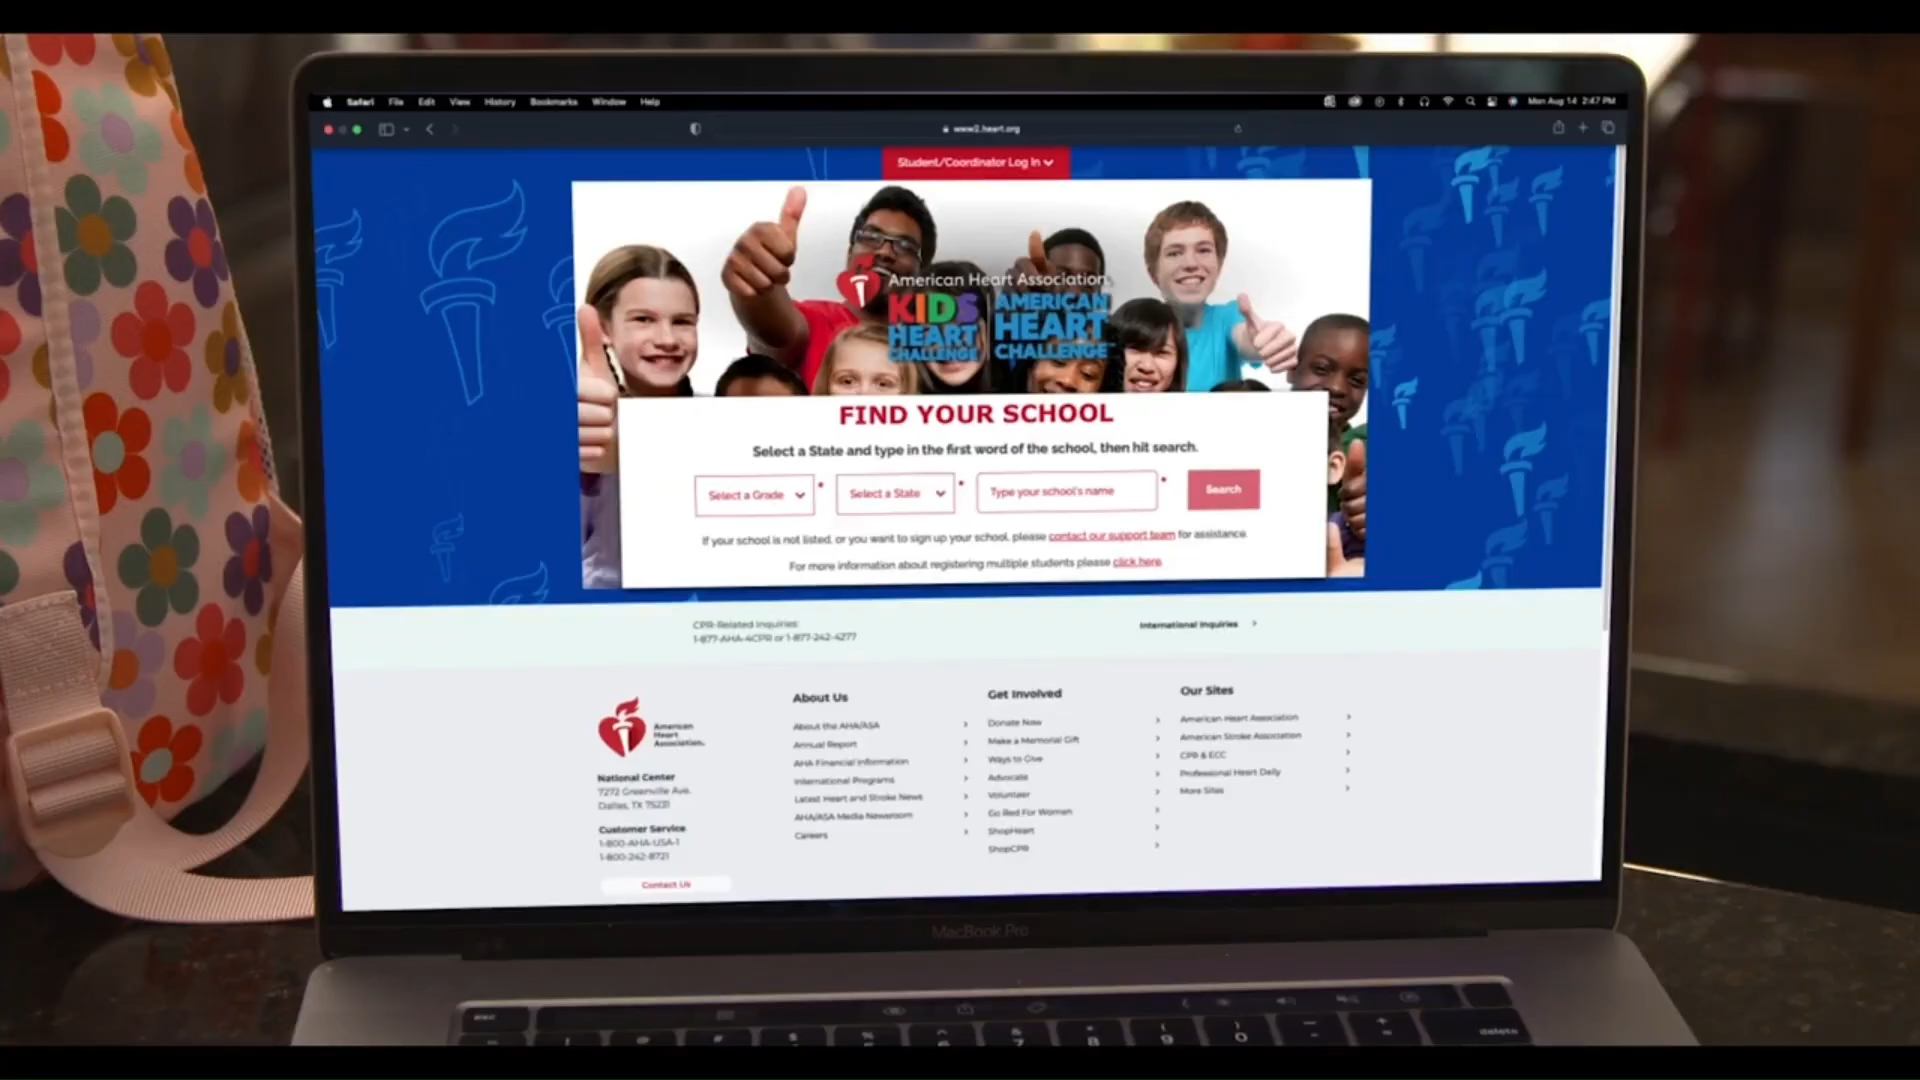 Safari File Edit View History Bookmarks Window Help
Mon Aug 14 2:47 PM
www2.heart.org
Student/Coordinator Log In
American Heart Association.
KIDS HEART CHALLENGE
AMERICAN HEART CHALLENGE
FIND YOUR SCHOOL
Select a State and type in the first word of the school, then hit search.
Select a Grade * Select a State * Type your school's name * Search
If your school is not listed, or you want to sign up your school, please contact our support team for assistance.
For more information about registering multiple students please click here.
CPR-Related Inquiries:
1-877-AHA-4CPR or 1-877-242-4277
International Inquiries
American
Heart
Association.
National Center
7272 Greenville Ave.
Dallas, TX 75231
Customer Service
1-800-AHA-USA-1
1-800-242-8721
Contact Us
About Us
About the AHA/ASA
Annual Report
AHA Financial Information
International Programs
Latest Heart and Stroke News
AHA/ASA Media Newsroom
Careers
Get Involved
Donate Now
Make a Memorial Gift
Ways to Give
Advocate
Volunteer
Go Red For Women
ShopHeart
ShopCPR
Our Sites
American Heart Association
American Stroke Association
CPR & ECC
Professional Heart Daily
More Sites
MacBook Pro
esc
delete